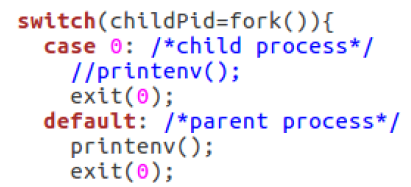 switch(childPid=fork()){
case 0: /*child process*/
//printenv();
exit(0);
default: /*parent process*/
printenv();
exit(0);